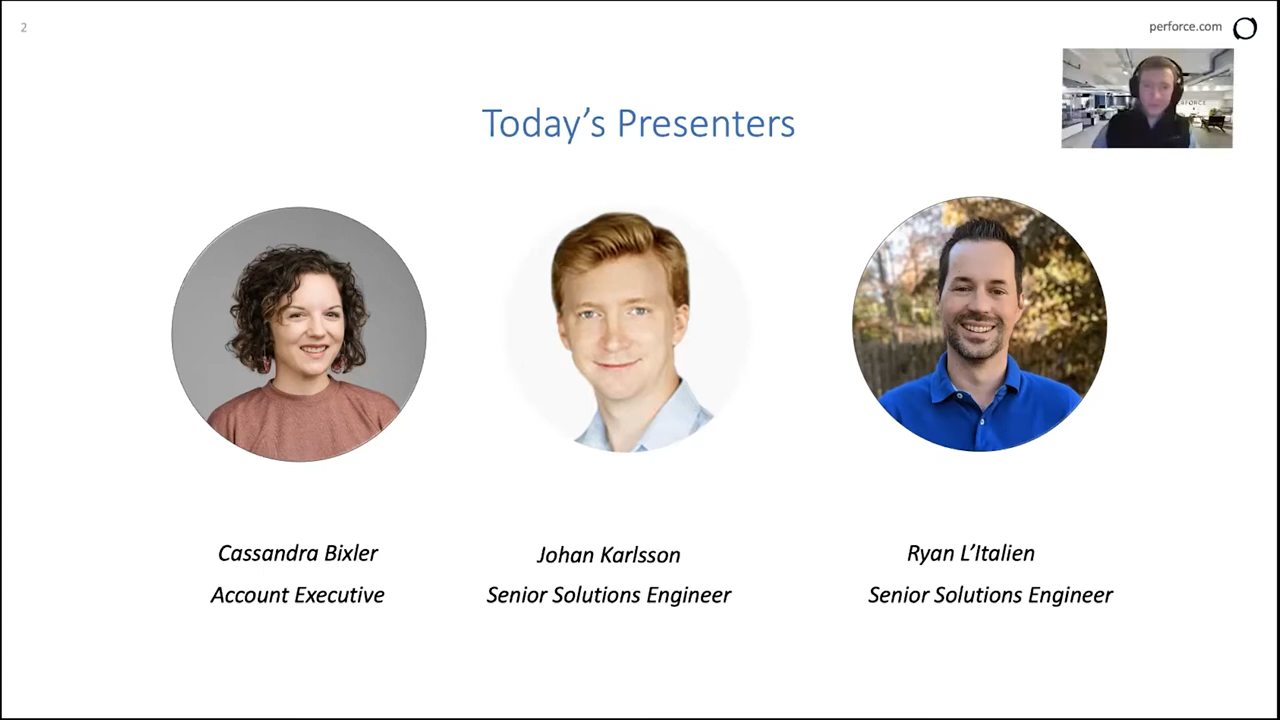 2
perforce.com
Today's Presenters
Cassandra Bixler
Account Executive
Johan Karlsson
Senior Solutions Engineer
Ryan L'Italien
Senior Solutions Engineer